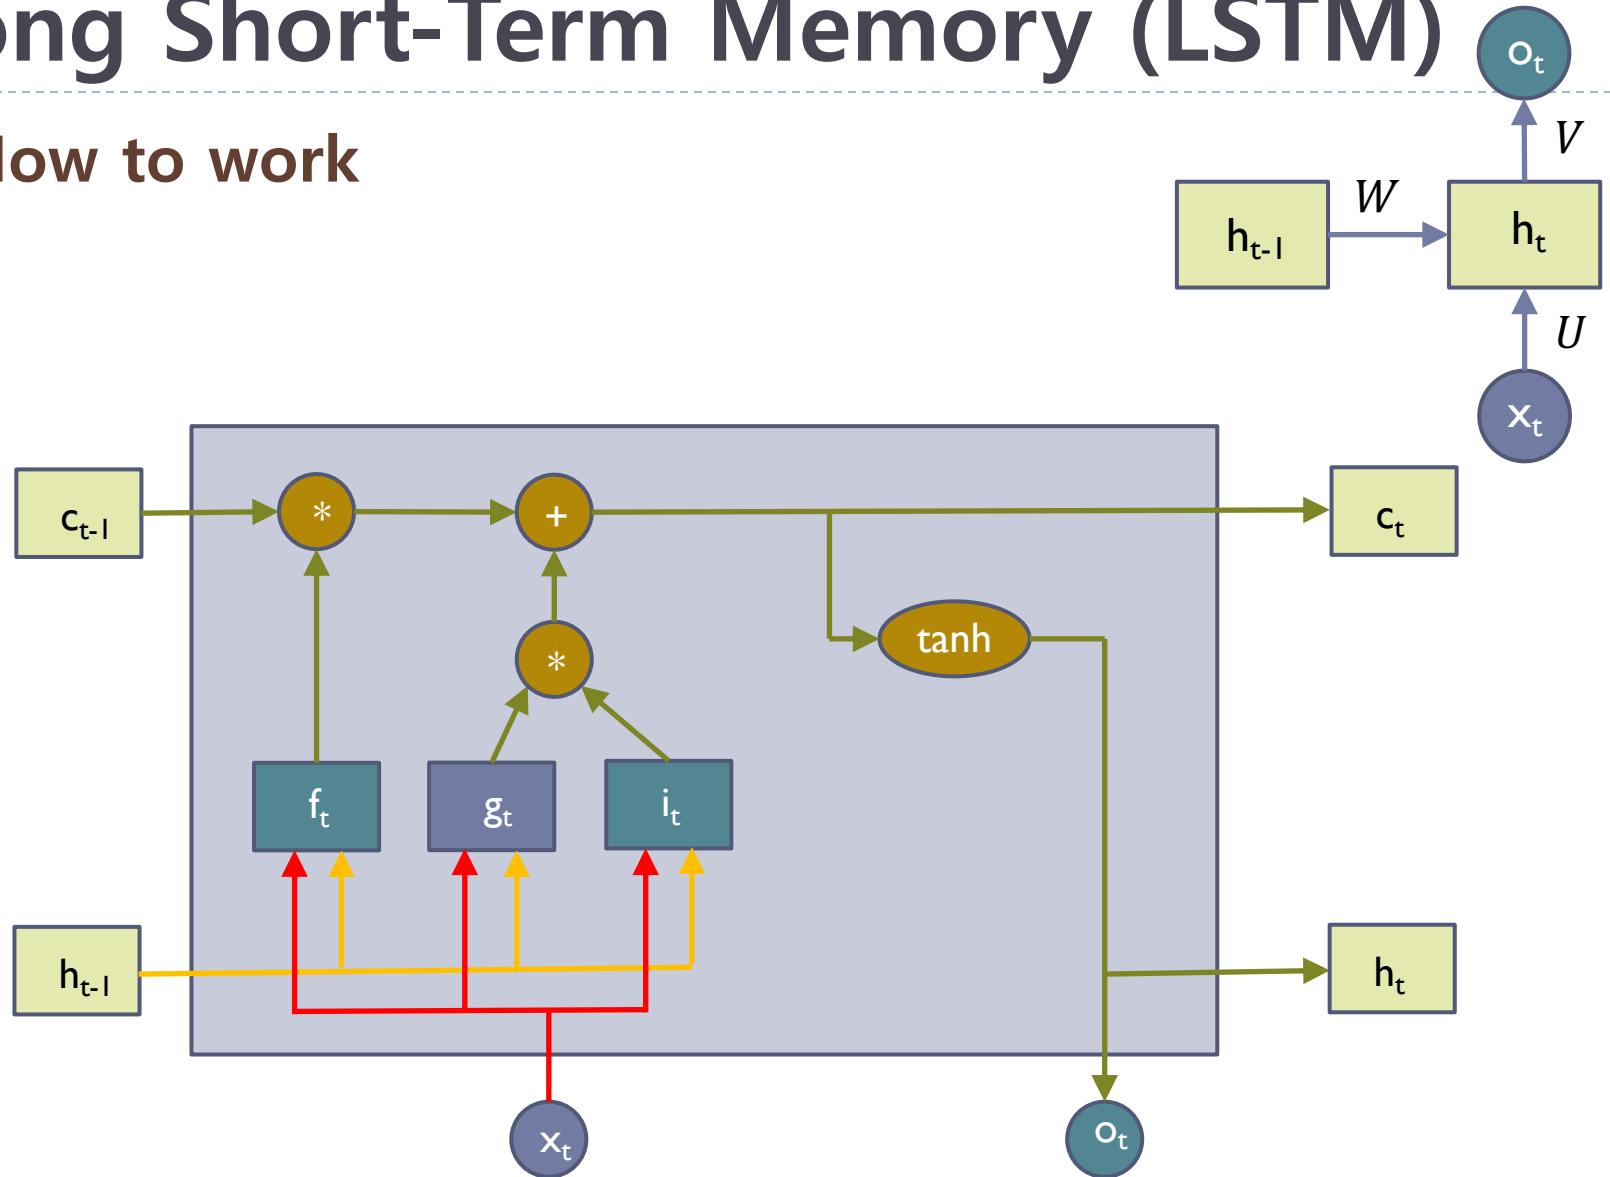 ong Short-Term Memory (LSTM)
oₜ
V
How to work
W
hₜ₋₁
hₜ
U
xₜ
cₜ₋₁
*
+
cₜ
tanh
*
fₜ
gₜ
iₜ
hₜ₋₁
hₜ
xₜ
oₜ